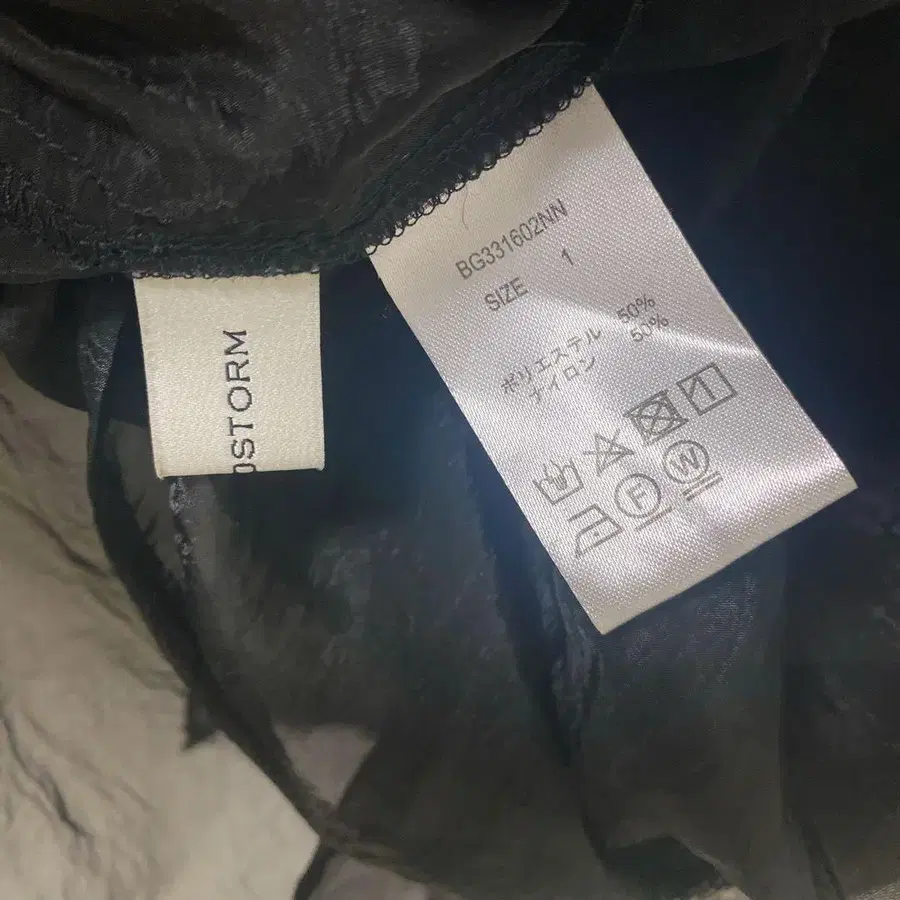 STORM
BG331602NN
SIZE 1
ポリエステル 50%
ナイロン 50%
F W